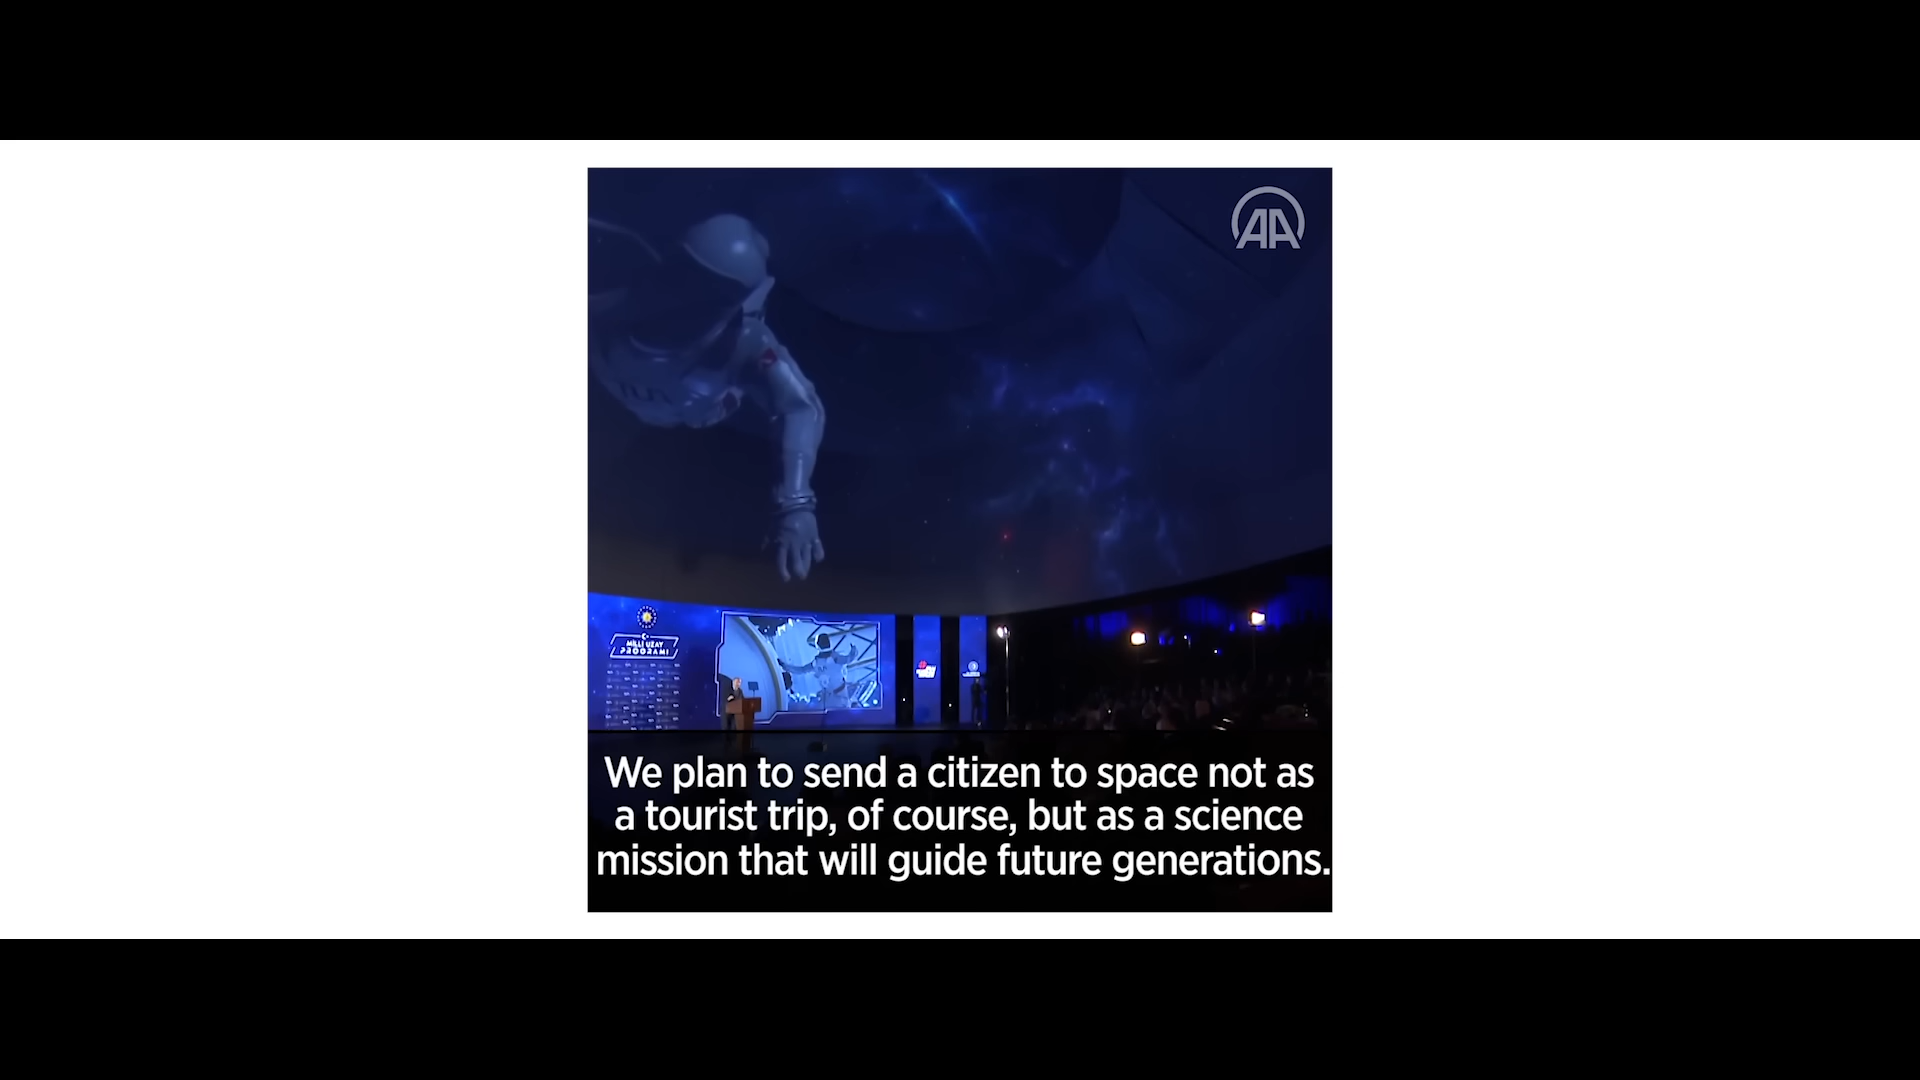 AA
MİLLİ UZAY
PROGRAMI
We plan to send a citizen to space not as
a tourist trip, of course, but as a science
mission that will guide future generations.